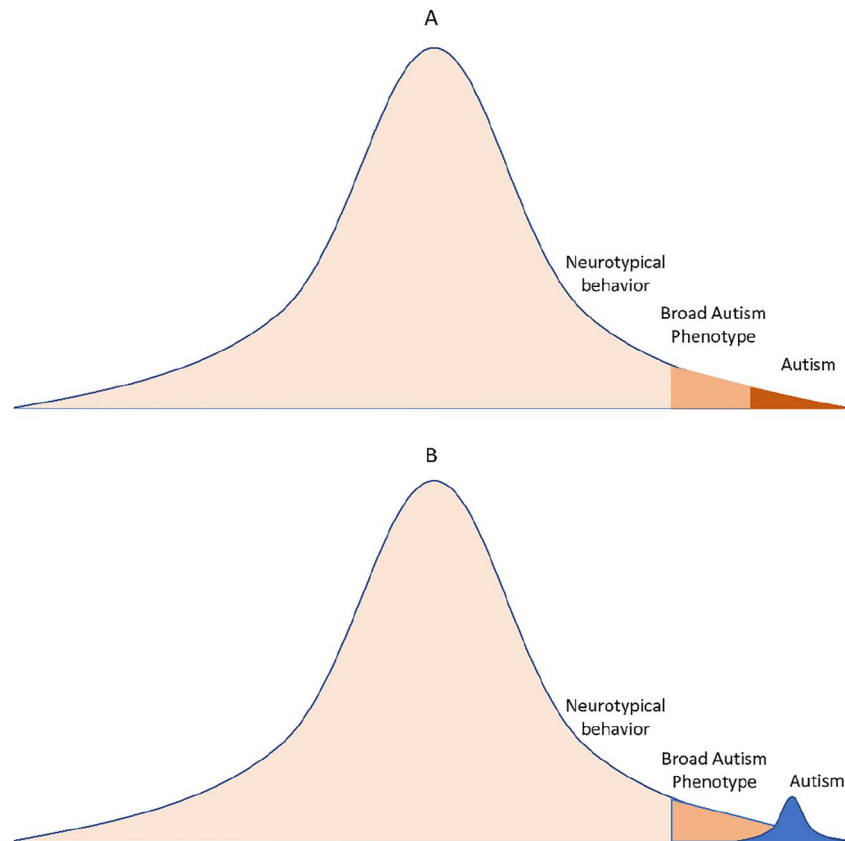 A
Neurotypical
behavior
Broad Autism
Phenotype
Autism
B
Neurotypical
behavior
Broad Autism
Phenotype
Autism